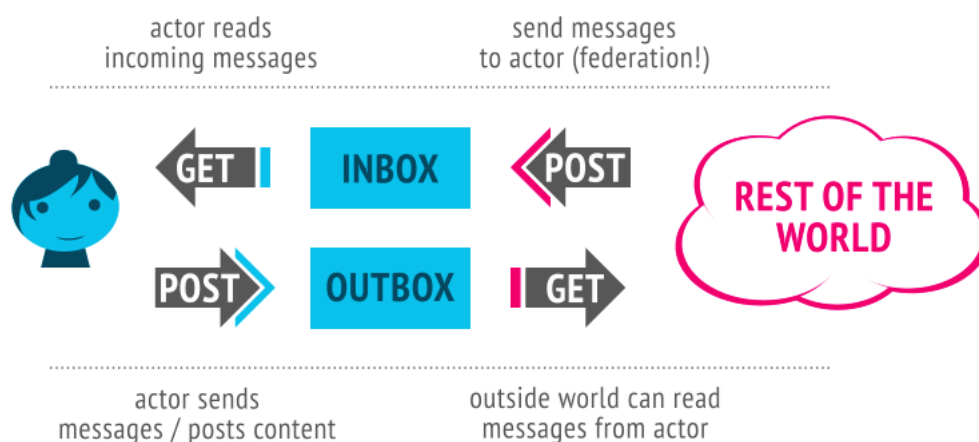 actor reads
incoming messages
send messages
to actor (federation!)
GET
INBOX
POST
REST OF THE
WORLD
POST
OUTBOX
GET
actor sends
messages / posts content
outside world can read
messages from actor